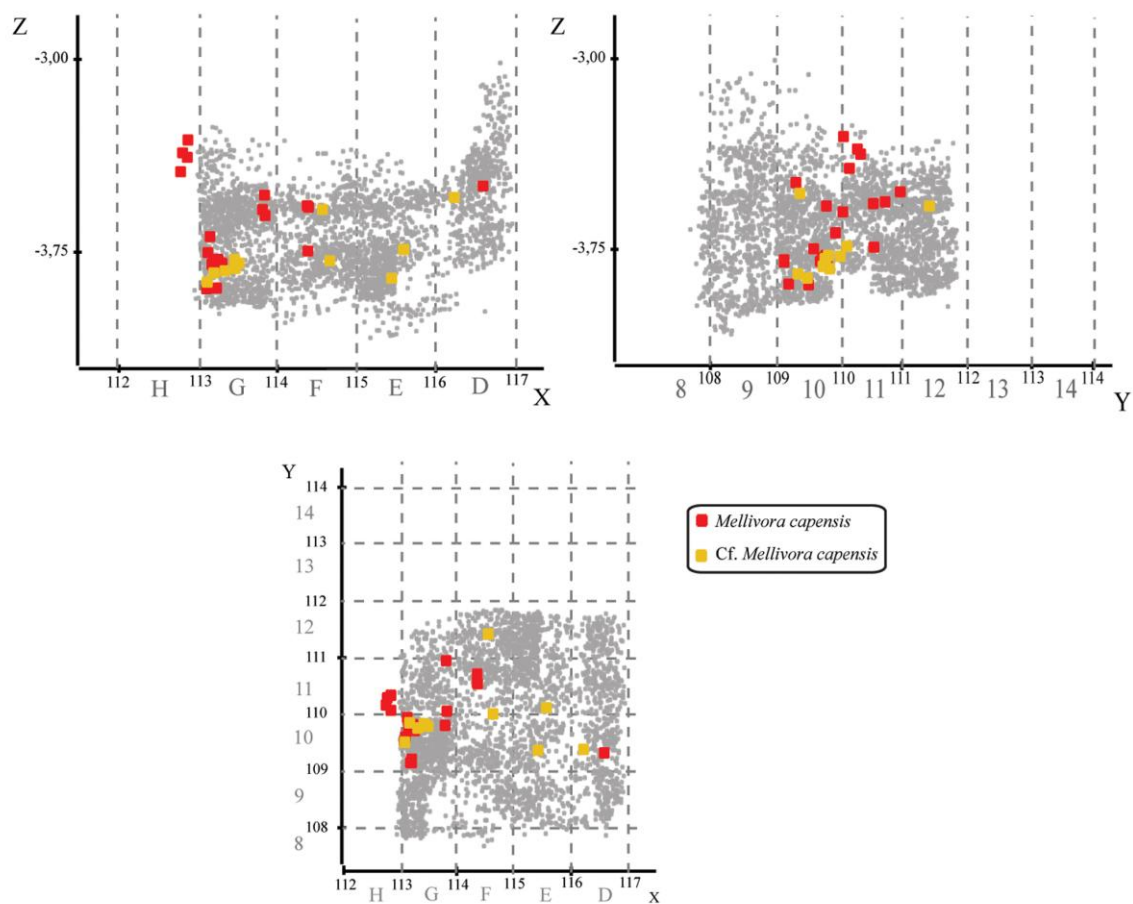 Z
-3,00
-3,75
112 113 114 115 116 117
H G F E D
X
Z
-3,00
-3,75
108 109 110 111 112 113 114
8 9 10 11 12 13 14
Y
Y
114
14
113
13
112
12
111
11
110
10
109
9
108
8
112 113 114 115 116 117
H G F E D x
Mellivora capensis
Cf. Mellivora capensis